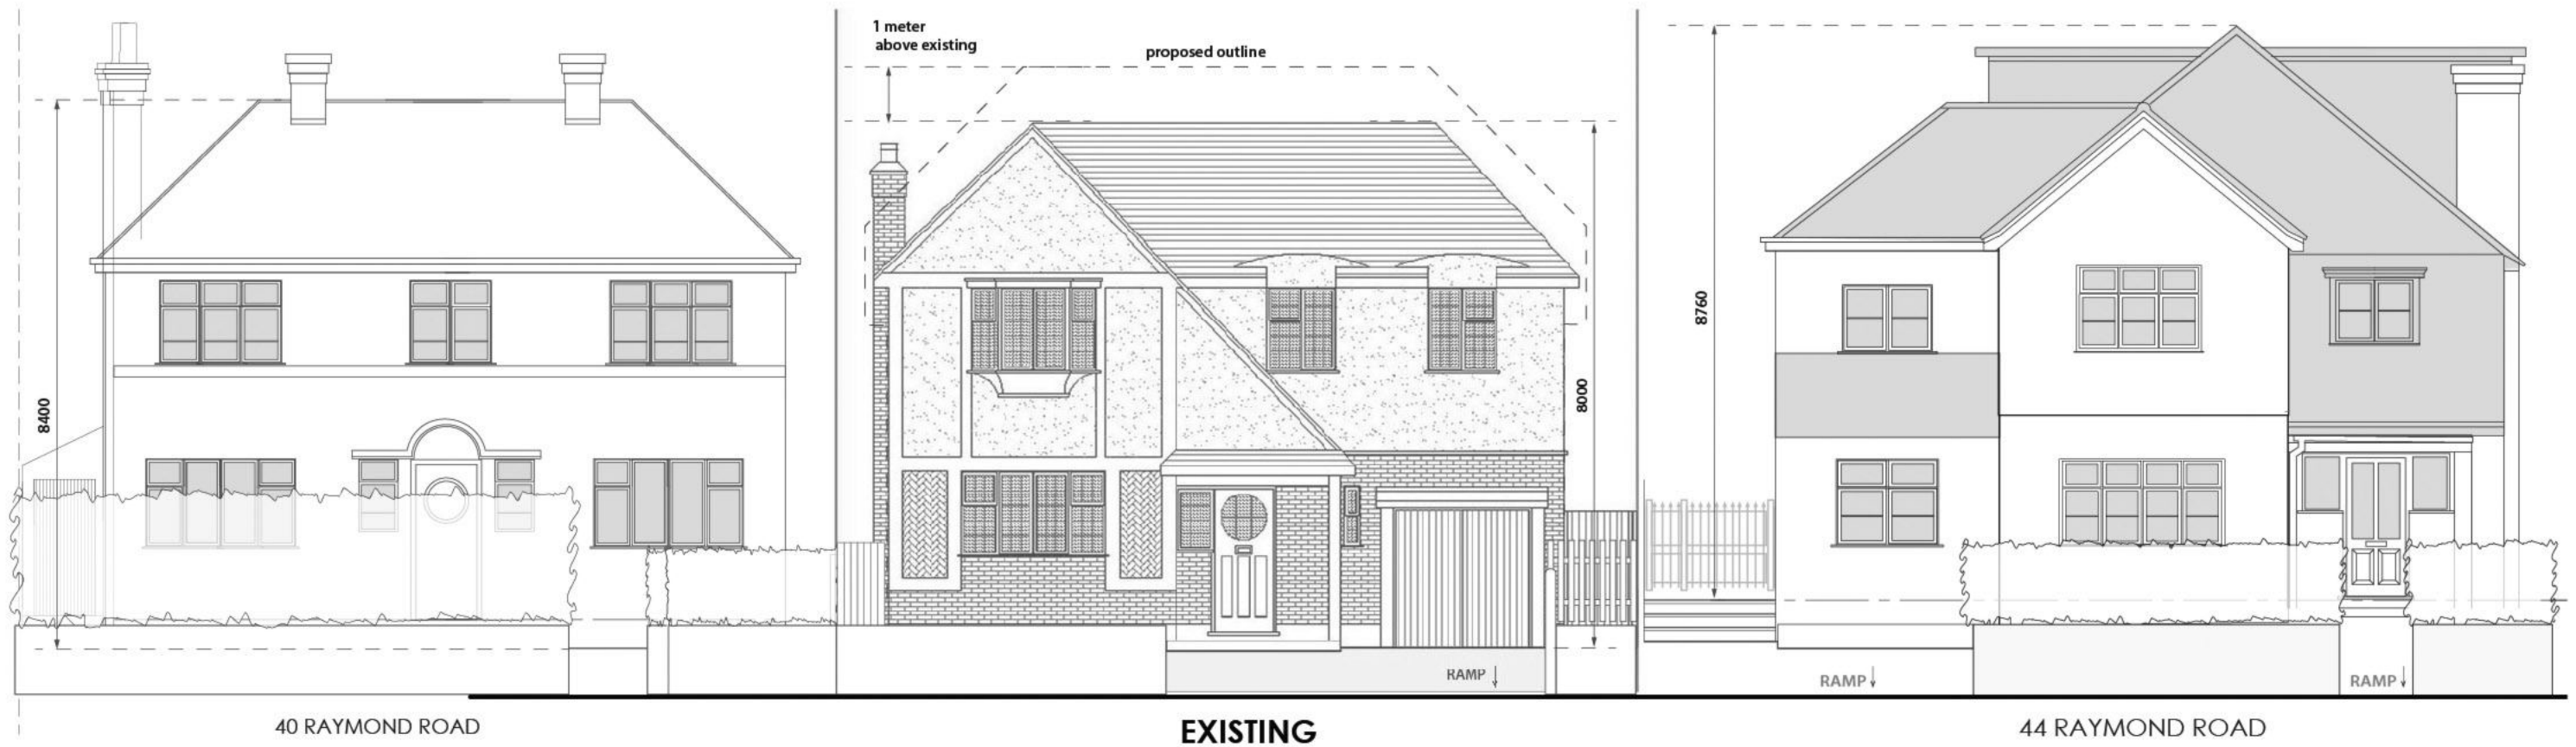 1 meter
above existing
proposed outline
8400
8000
8760
RAMP
RAMP
RAMP
40 RAYMOND ROAD
EXISTING
44 RAYMOND ROAD